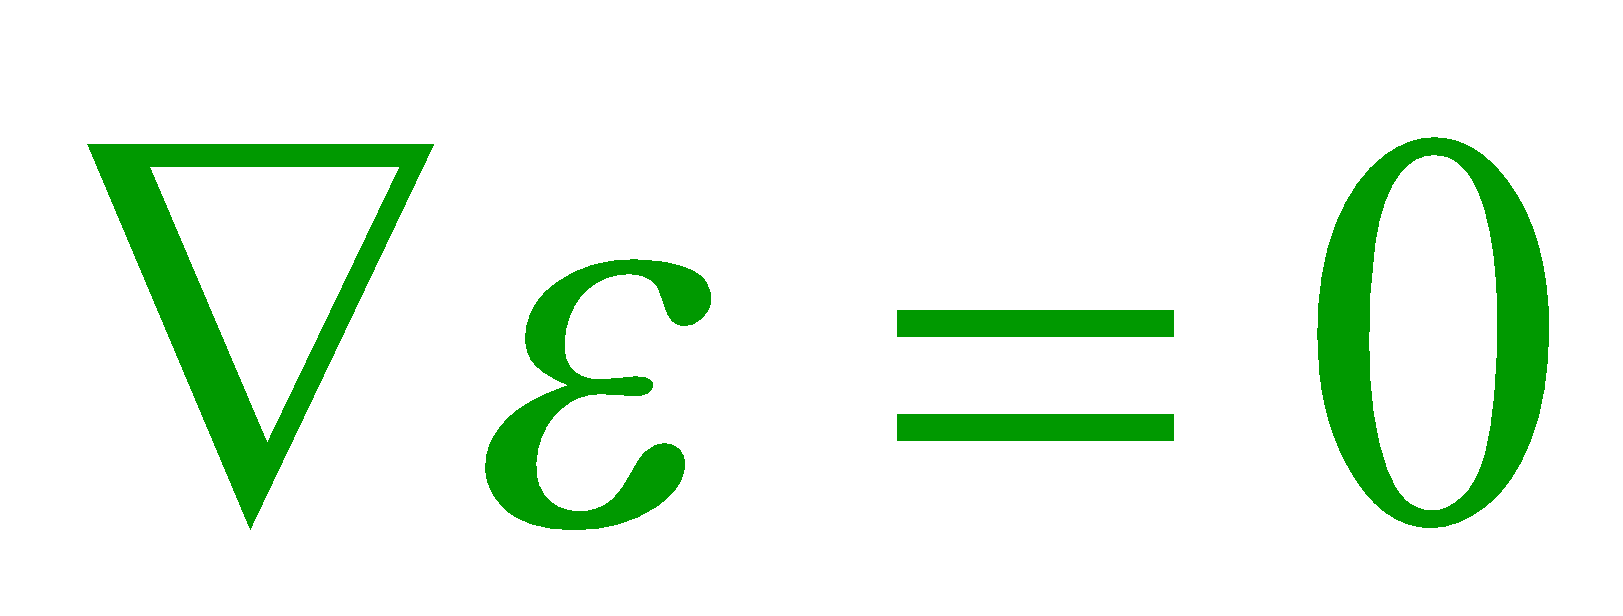 ∇ε = 0